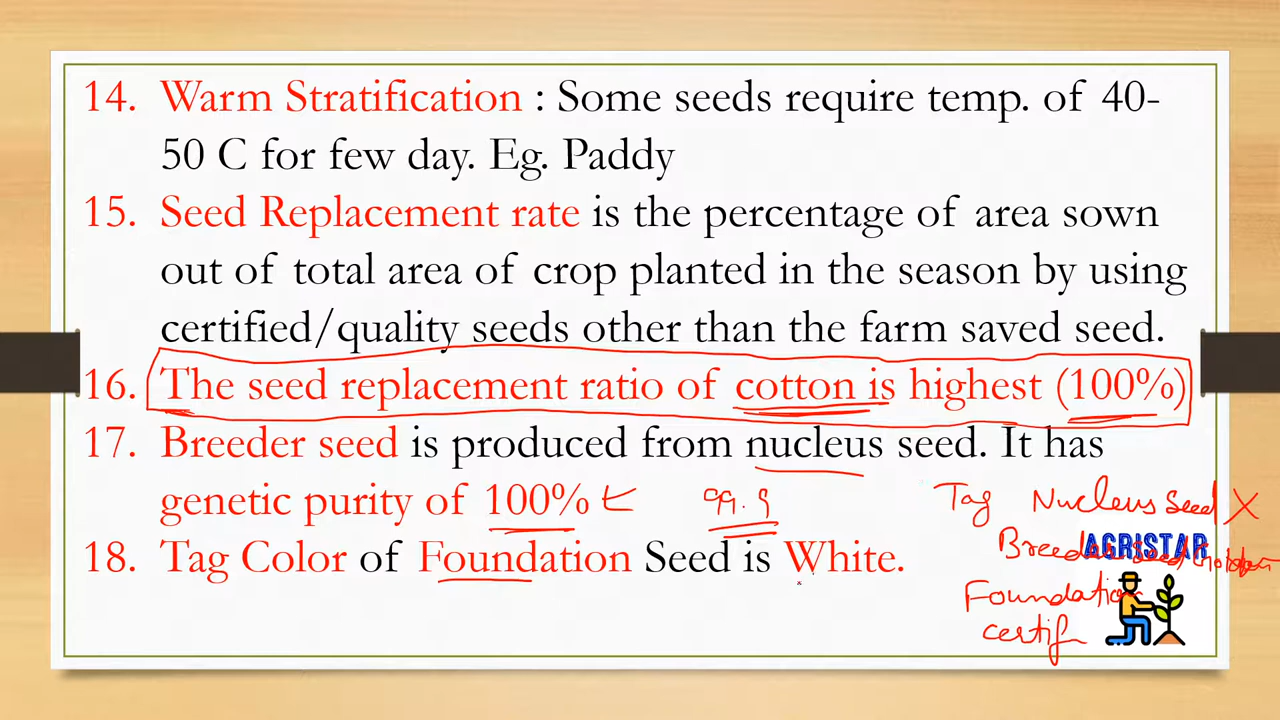 14. Warm Stratification : Some seeds require temp. of 40-
50 C for few day. Eg. Paddy
15. Seed Replacement rate is the percentage of area sown
out of total area of crop planted in the season by using
certified/quality seeds other than the farm saved seed.
16. The seed replacement ratio of cotton is highest (100%)
17. Breeder seed is produced from nucleus seed. It has
genetic purity of 100% 99.9
Tag Nucleus Seed X
18. Tag Color of Foundation Seed is White.
Breeder Seed
AGRISTAR
Foundation
certif